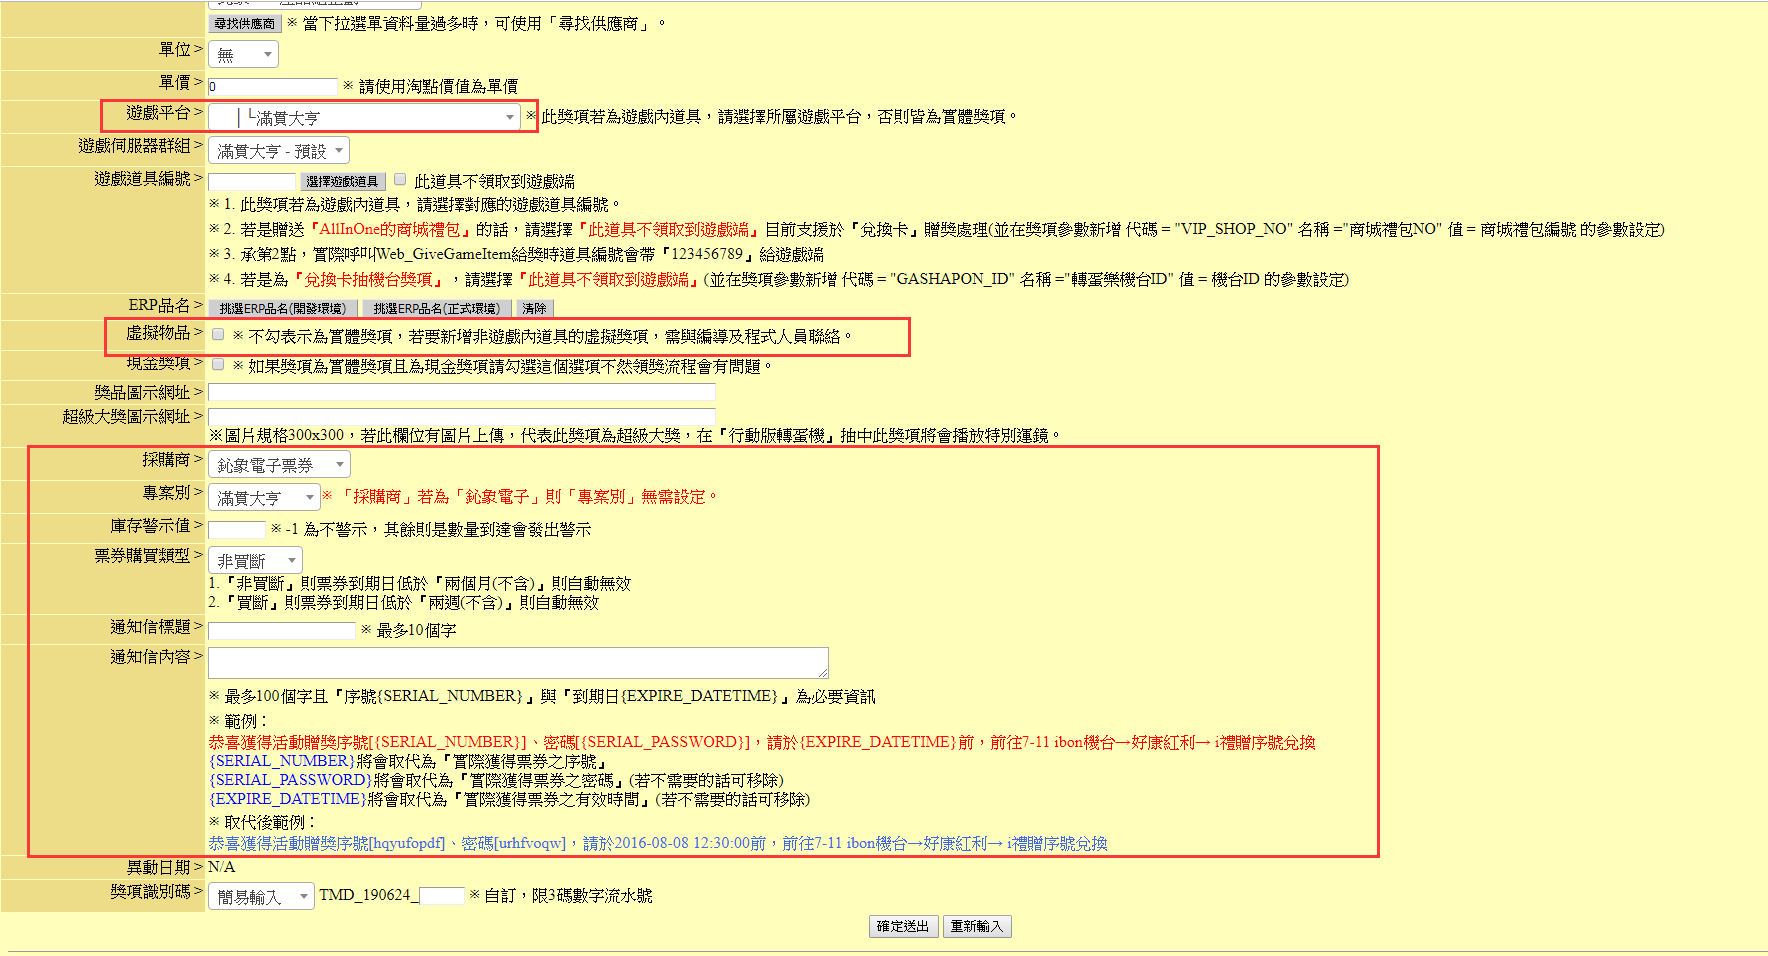 尋找供應商 ※ 當下拉選單資料量過多時，可使用「尋找供應商」。
單位 > 無
單價 > 0 ※ 請使用淘點價值為單價
遊戲平台 > │└滿貫大亨 ※ 此獎項若為遊戲內道具，請選擇所屬遊戲平台，否則皆為實體獎項。
遊戲伺服器群組 > 滿貫大亨 - 預設
遊戲道具編號 > 選擇遊戲道具 此道具不領取到遊戲端
※ 1. 此獎項若為遊戲內道具，請選擇對應的遊戲道具編號。
※ 2. 若是贈送『AllInOne的商城禮包』的話，請選擇『此道具不領取到遊戲端』目前支援於『兌換卡』贈獎處理(並在獎項參數新增 代碼 = "VIP_SHOP_NO" 名稱 ="商城禮包NO" 值 = 商城禮包編號 的參數設定)
※ 3. 承第2點，實際呼叫Web_GiveGameItem給獎時道具編號會帶『123456789』給遊戲端
※ 4. 若是為『兌換卡抽機台獎項』，請選擇『此道具不領取到遊戲端』(並在獎項參數新增 代碼 = "GASHAPON_ID" 名稱 ="轉蛋樂機台ID" 值 = 機台ID 的參數設定)
ERP品名 > 挑選ERP品名(開發環境) 挑選ERP品名(正式環境) 清除
虛擬物品 > ※ 不勾表示為實體獎項，若要新增非遊戲內道具的虛擬獎項，需與編導及程式人員聯絡。
現金獎項 > ※ 如果獎項為實體獎項且為現金獎項請勾選這個選項不然領獎流程會有問題。
獎品圖示網址 >
超級大獎圖示網址 >
※圖片規格300x300，若此欄位有圖片上傳，代表此獎項為超級大獎，在『行動版轉蛋機』抽中此獎項將會播放特別運鏡。
採購商 > 鈊象電子票券
專案別 > 滿貫大亨 ※ 「採購商」若為「鈊象電子」則「專案別」無需設定。
庫存警示值 > ※ -1 為不警示，其餘則是數量到達會發出警示
票券購買類型 > 非買斷
1.『非買斷』則票券到期日低於『兩個月(不含)』則自動無效
2.『買斷』則票券到期日低於『兩週(不含)』則自動無效
通知信標題 > ※ 最多10個字
通知信內容 >
※ 最多100個字且『序號{SERIAL_NUMBER}』與『到期日{EXPIRE_DATETIME}』為必要資訊
※ 範例：
恭喜獲得活動贈獎序號[{SERIAL_NUMBER}]、密碼[{SERIAL_PASSWORD}]，請於{EXPIRE_DATETIME}前，前往7-11 ibon機台→好康紅利→ i禮贈序號兌換
{SERIAL_NUMBER}將會取代為『實際獲得票券之序號』
{SERIAL_PASSWORD}將會取代為『實際獲得票券之密碼』(若不需要的話可移除)
{EXPIRE_DATETIME}將會取代為『實際獲得票券之有效時間』(若不需要的話可移除)
※ 取代後範例：
恭喜獲得活動贈獎序號[hqyufopdf]、密碼[urhfvoqw]，請於2016-08-08 12:30:00前，前往7-11 ibon機台→好康紅利→ i禮贈序號兌換
異動日期 > N/A
獎項識別碼 > 簡易輸入 TMD_190624_ ※ 自訂，限3碼數字流水號
確定送出 重新輸入